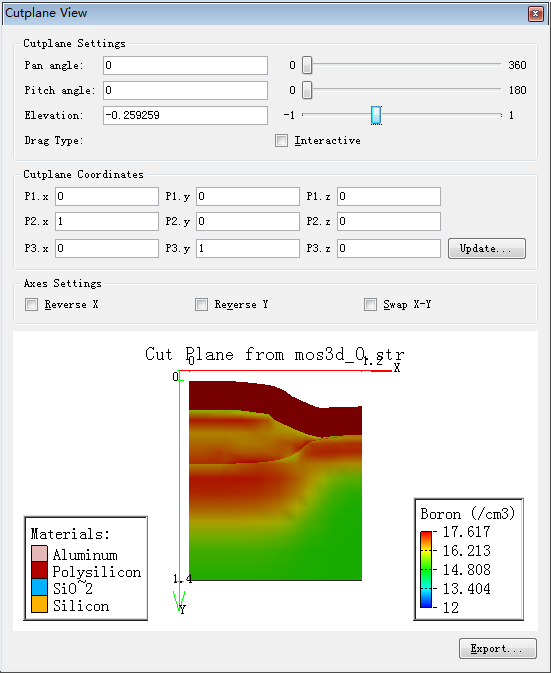 Cutplane View
Cutplane Settings
Pan angle: 0 0 360
Pitch angle: 0 0 180
Elevation: -0.259259 -1 1
Drag Type: Interactive
Cutplane Coordinates
P1.x 0 P1.y 0 P1.z 0
P2.x 1 P2.y 0 P2.z 0
P3.x 0 P3.y 1 P3.z 0 Update...
Axes Settings
Reverse X Reverse Y Swap X-Y
Cut Plane from mos3d_0.str
0 1.2 X
0
1.4
Y
Materials:
Aluminum
Polysilicon
SiO~2
Silicon
Boron (/cm3)
17.617
16.213
14.808
13.404
12
Export...